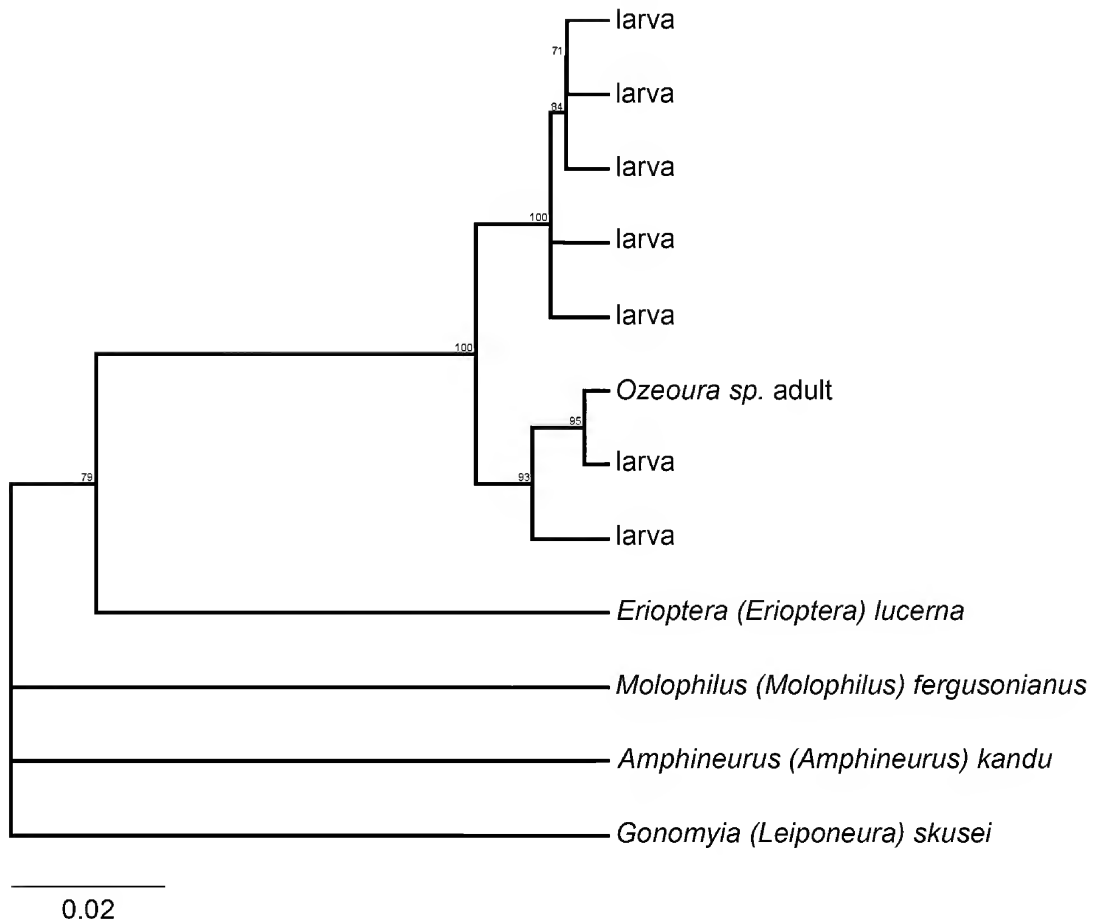 larva
71
larva
84
larva
100
larva
larva
100
Ozeoura sp. adult
95
larva
79
93
larva
Erioptera (Erioptera) lucerna
Molophilus (Molophilus) fergusonianus
Amphineurus (Amphineurus) kandu
Gonomyia (Leiponeura) skusei
0.02